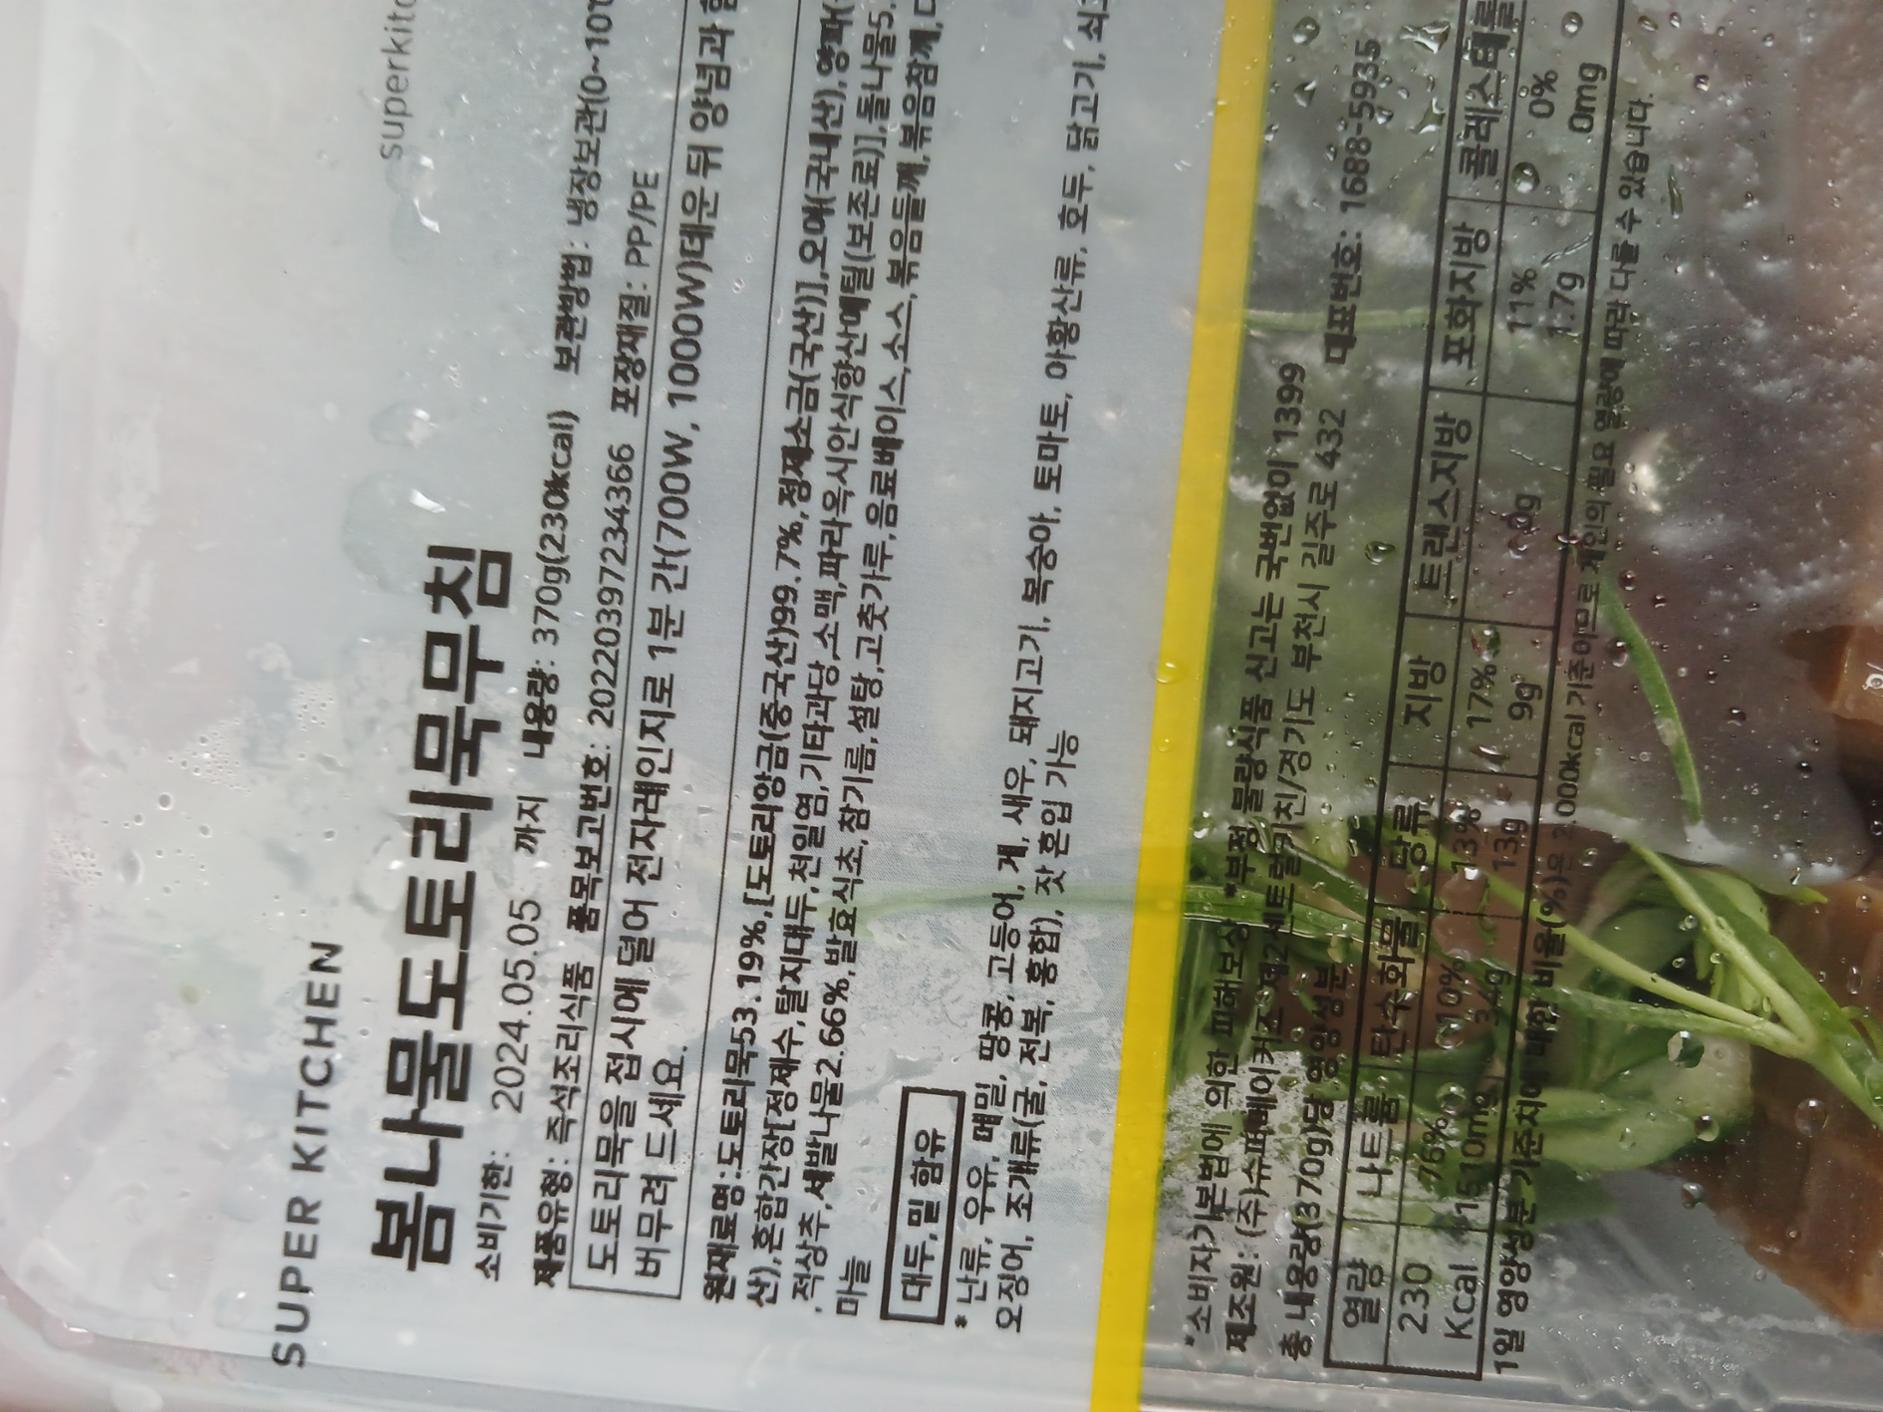 superkitc
SUPER KITCHEN
봄나물도토리묵무침
소비기한: 2024.05.05 까지 내용량: 370g(230kcal) 보관방법: 냉장보관(0~10℃
제품유형: 즉석조리식품 품목보고번호: 20220397234366 포장재질: PP/PE
도토리묵을 접시에 덜어 전자레인지로 1분 간(700W, 1000W)데운 뒤 양념과 함
버무려 드세요.
원재료명:도토리묵53.19%,[도토리앙금(중국산)99.7%,정제소금(국산)],오이(국내산),양파(
산),혼합간장[정제수,탈지대두,천일염,기타과당,소맥,파라옥시안식향산에틸(보존료)],돌나물5.
,적상추,세발나물2.66%,발효식초,참기름,설탕,고춧가루,음료베이스,소스,볶음들깨,볶음참깨,다
마늘
대두, 밀 함유
* 난류, 우유, 메밀, 땅콩, 고등어, 게, 새우, 돼지고기, 복숭아, 토마토, 아황산류, 호두, 닭고기, 쇠고
오징어, 조개류(굴, 전복, 홍합), 잣 혼입 가능
*소비자기본법에 의한 피해보상 *부정·불량식품 신고는 국번없이 1399
제조원: (주)슈퍼메이커즈 제2센트럴키친/경기도 부천시 길주로 432 대표번호: 1688-5935
총 내용량(370g)당 영양성분
열량 나트륨 탄수화물 당류 지방 트랜스지방 포화지방 콜레스테롤
230 76% 10% 13% 17% 11% 0%
Kcal 1510mg 34g 13g 9g 0g 1.7g 0mg
1일 영양성분 기준치에 대한 비율(%)은 2,000kcal 기준이므로 개인의 필요 열량에 따라 다를 수 있습니다.